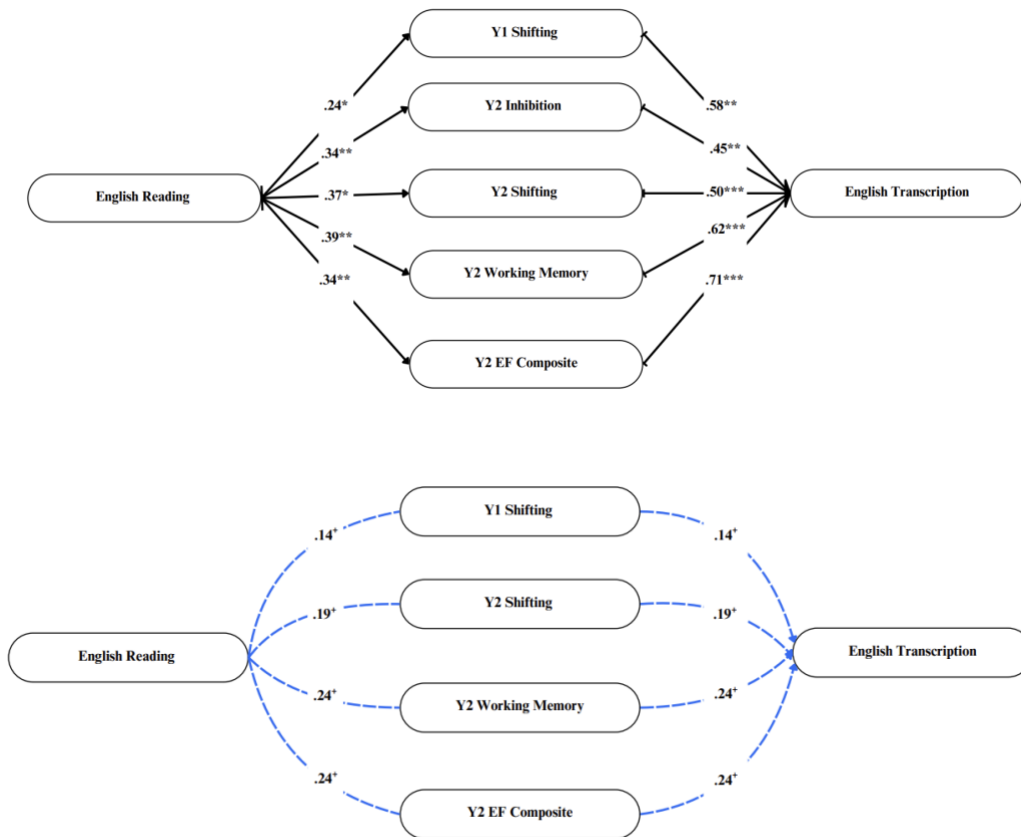 Y1 Shifting
.24*
.58**
Y2 Inhibition
.34**
.45**
English Reading
.37*
Y2 Shifting
.50***
English Transcription
.39**
.62***
Y2 Working Memory
.34**
.71***
Y2 EF Composite
Y1 Shifting
.14⁺
.14⁺
Y2 Shifting
.19⁺
.19⁺
English Reading
English Transcription
Y2 Working Memory
.24⁺
.24⁺
.24⁺
.24⁺
Y2 EF Composite